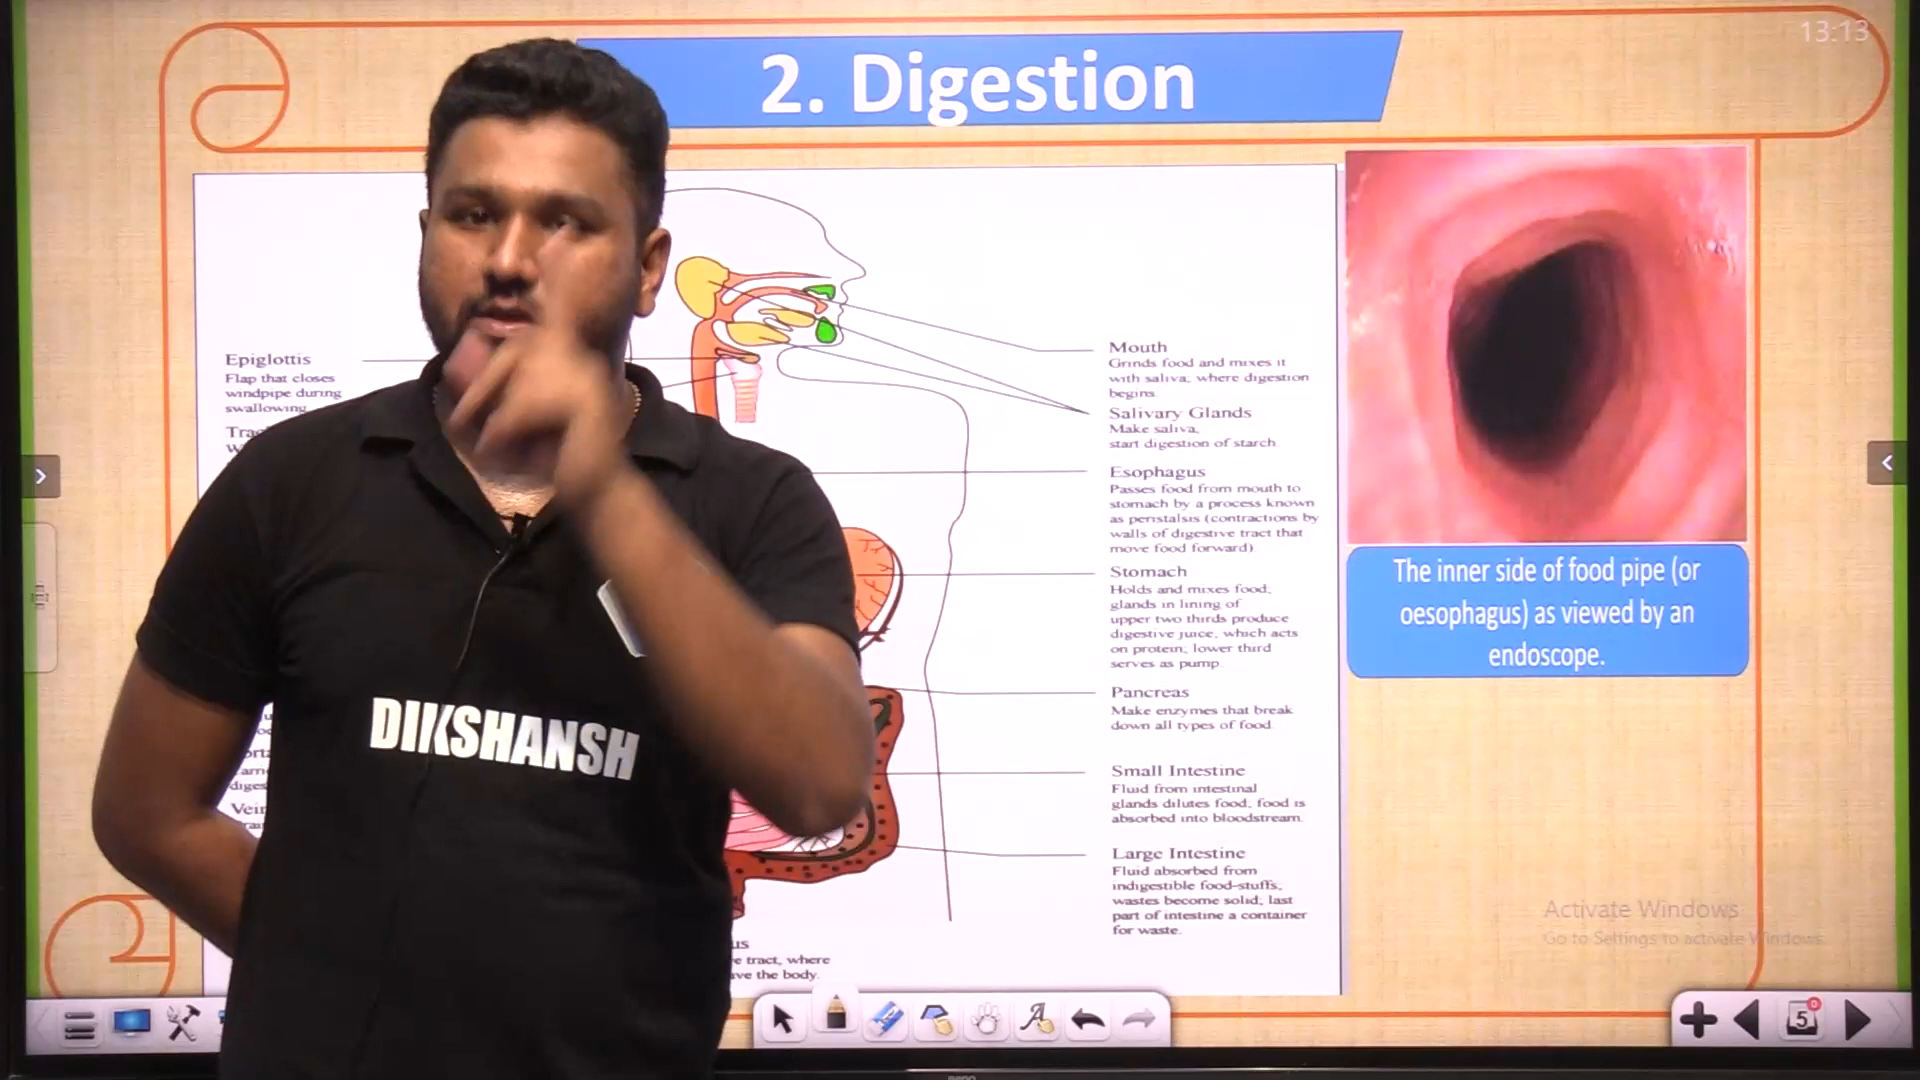 13:13
2. Digestion
Epiglottis
Flap that closes
windpipe during
swallowing
Mouth
Grinds food and mixes it
with saliva, where digestion
begins
Salivary Glands
Make saliva,
start digestion of starch
Esophagus
Passes food from mouth to
stomach by a process known
as peristalsis (contractions by
walls of digestive tract that
move food forward)
Stomach
Holds and mixes food,
glands in lining of
upper two thirds produce
digestive juice, which acts
on protein, lower third
serves as pump
Pancreas
Make enzymes that break
down all types of food
Small Intestine
Fluid from intestinal
glands dilutes food, food is
absorbed into bloodstream.
Large Intestine
Fluid absorbed from
indigestible food-stuffs,
wastes become solid; last
part of intestine a container
for waste.
tract, where
the body.
The inner side of food pipe (or
oesophagus) as viewed by an
endoscope.
DIKSHANSH
Activate Windows
Go to Settings to activate Windows.
5
0